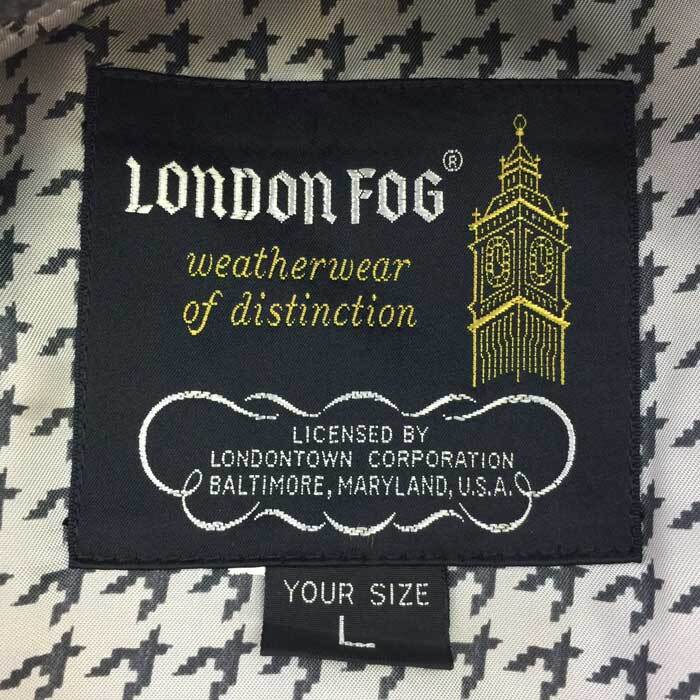 LONDON FOG®
weatherwear
of distinction
LICENSED BY
LONDONTOWN CORPORATION
BALTIMORE, MARYLAND, U.S.A.
YOUR SIZE
L